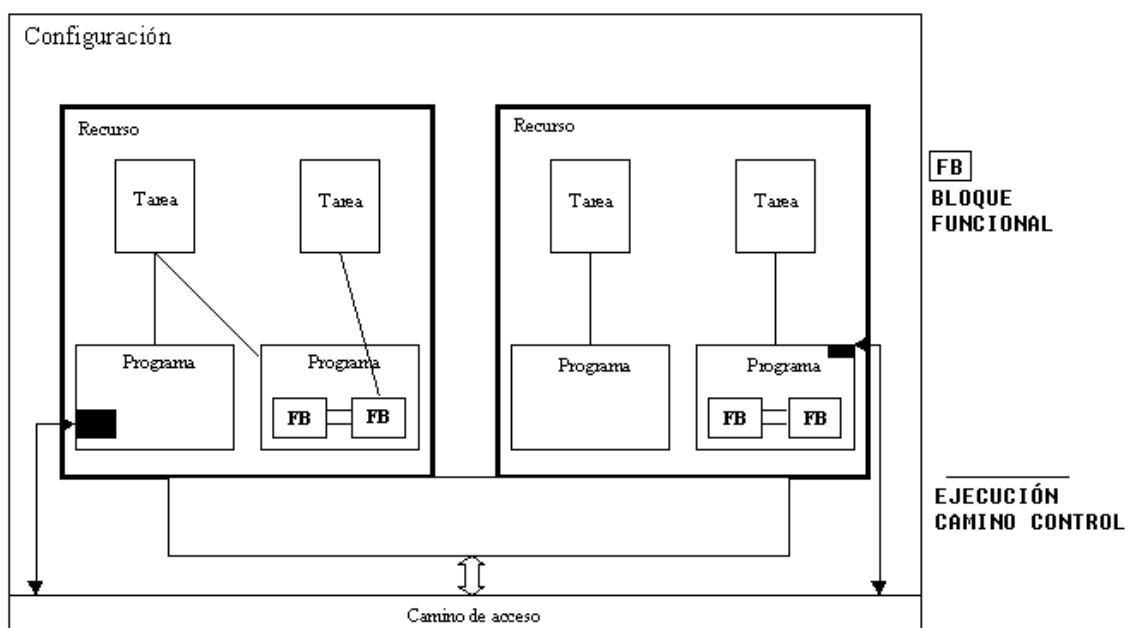 Configuración
Recurso
Recurso
Tarea
Tarea
Tarea
Tarea
FB
BLOQUE
FUNCIONAL
Programa
Programa
Programa
Programa
FB
FB
FB
FB
EJECUCIÓN
CAMINO CONTROL
Camino de acceso